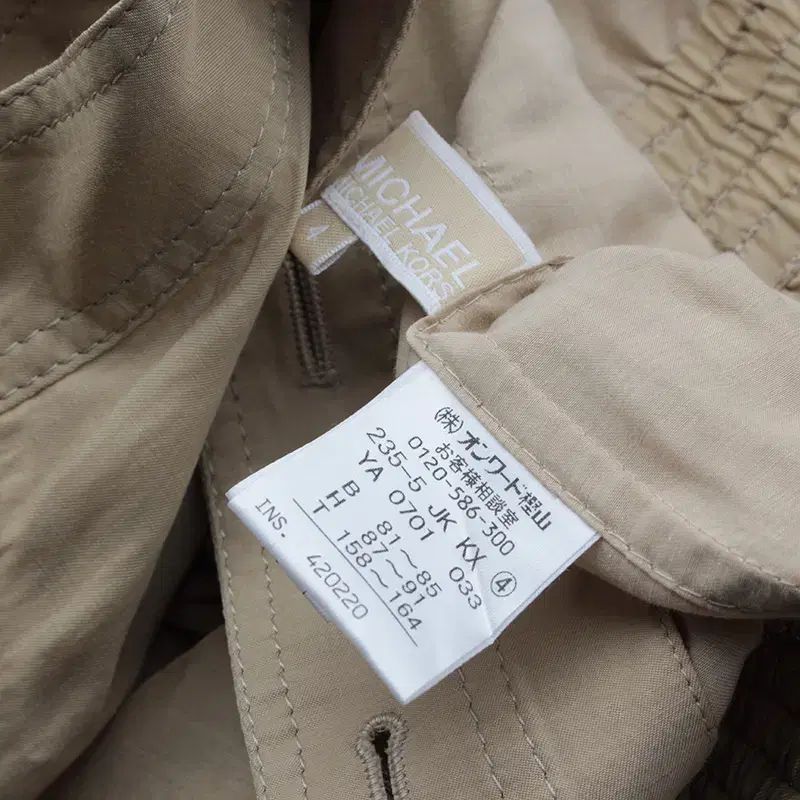 MICHAEL
MICHAEL KORS
4
(株)オンワード樫山
お客様相談室
0120-586-300
235-5 JK KX ④
YA 0701 033
B 81～85
H 87～91
T 158～164
INS. 420220